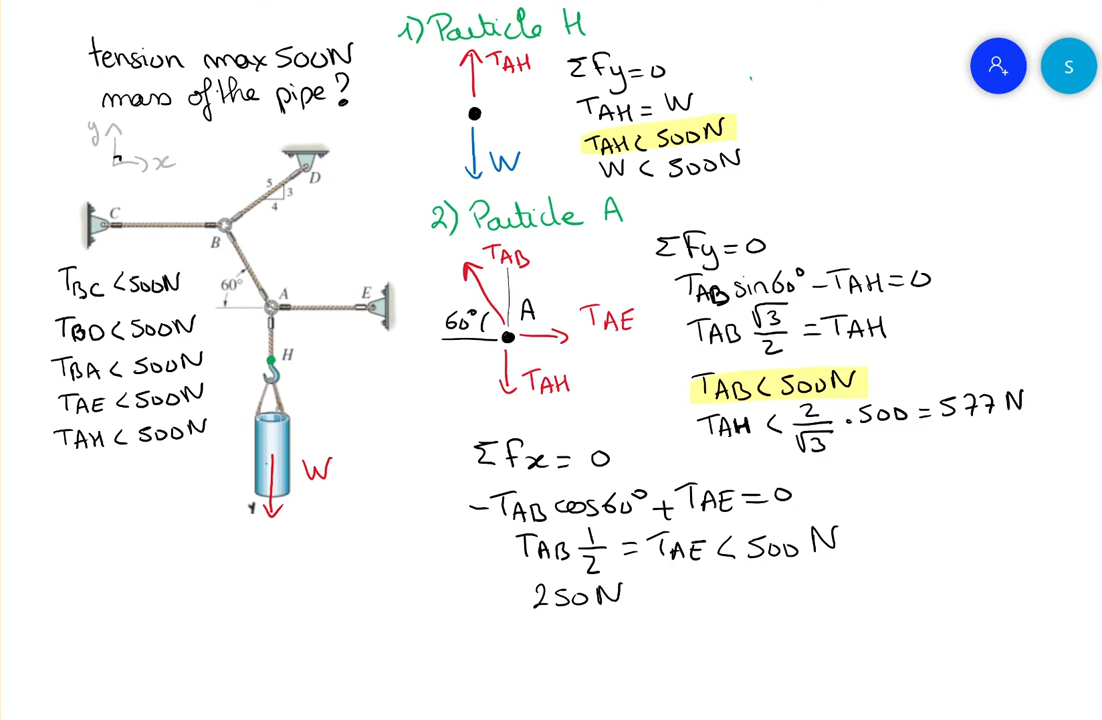 tension max 500N
mass of the pipe?
y
x
5
3
4
D
C
B
60°
A
E
H
TBC < 500N
TBD < 500N
TBA < 500N
TAE < 500N
TAH < 500N
W
1) Particle H
TAH
W
ΣFy = 0
TAH = W
TAH < 500N
W < 500N
S
2) Particle A
TAB
60°
A
TAE
TAH
ΣFy = 0
TAB sin60° - TAH = 0
TAB √3/2 = TAH
TAB < 500N
TAH < 2/√3 · 500 = 577 N
Σfx = 0
-TAB cos60° + TAE = 0
TAB 1/2 = TAE < 500 N
250N